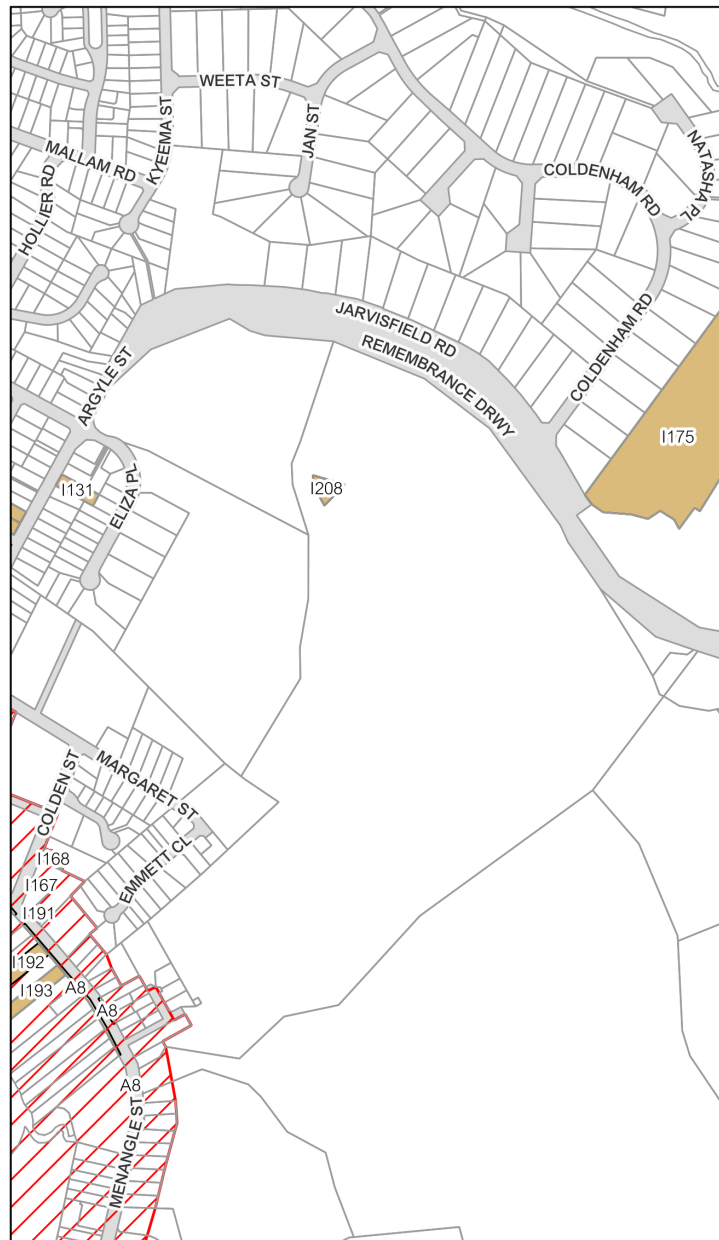 WEETA ST
KYEEMA ST
JAN ST
MALLAM RD
HOLLIER RD
NATASHA PL
COLDENHAM RD
JARVISFIELD RD
REMEMBRANCE DRWY
COLDENHAM RD
ARGYLE ST
I175
I131
I208
ELIZA PL
MARGARET ST
COLDEN ST
EMMETT CL
I168
I167
I191
I192
I193
A8
A8
A8
MENANGLE ST